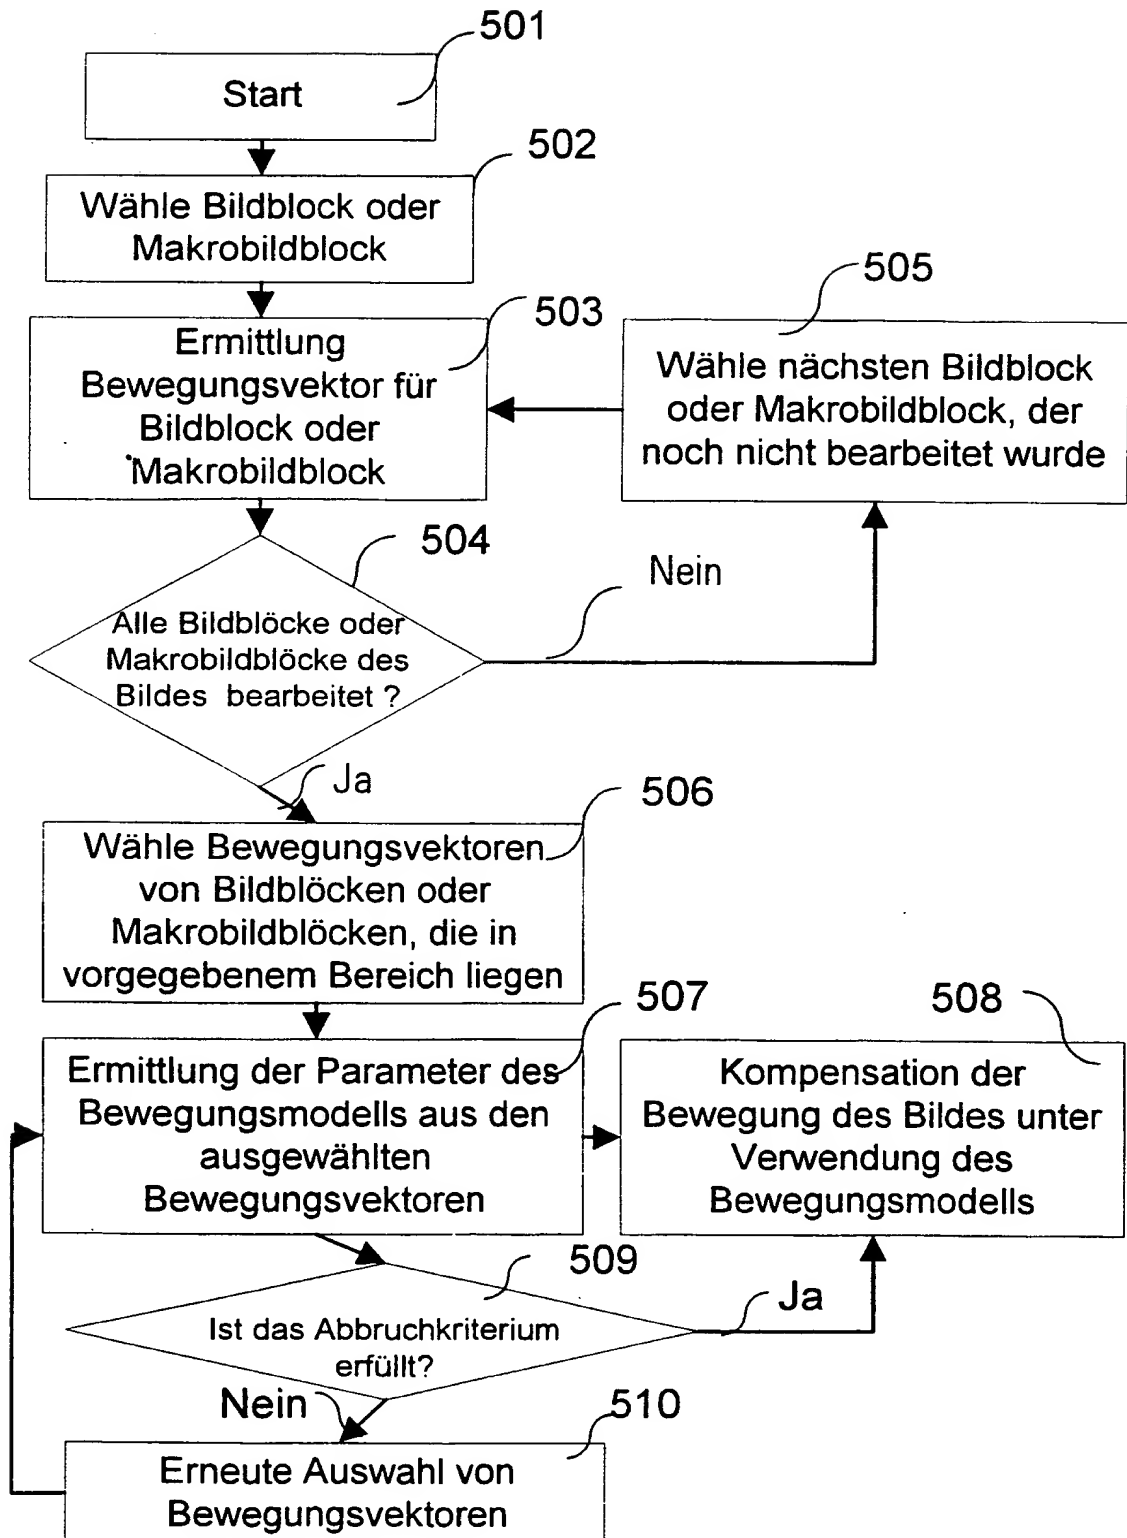 501
Start
502
Wähle Bildblock oder
Makrobildblock
503
Ermittlung
Bewegungsvektor für
Bildblock oder
Makrobildblock
505
Wähle nächsten Bildblock
oder Makrobildblock, der
noch nicht bearbeitet wurde
504
Alle Bildblöcke oder
Makrobildblöcke des
Bildes bearbeitet ?
Nein
Ja
506
Wähle Bewegungsvektoren
von Bildblöcken oder
Makrobildblöcken, die in
vorgegebenem Bereich liegen
507
Ermittlung der Parameter des
Bewegungsmodells aus den
ausgewählten
Bewegungsvektoren
508
Kompensation der
Bewegung des Bildes unter
Verwendung des
Bewegungsmodells
509
Ist das Abbruchkriterium
erfüllt?
Ja
Nein
510
Erneute Auswahl von
Bewegungsvektoren